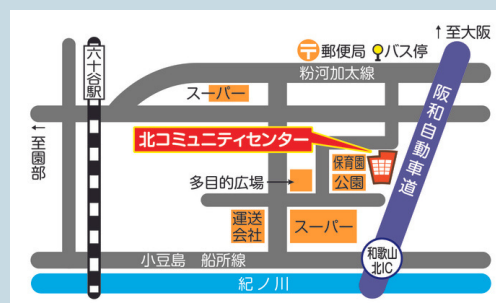 ↑至大阪
〒郵便局 バス停
六十谷駅
粉河加太線
スーパー
阪和自動車道
←至園部
北コミュニティセンター
保育園
公園
多目的広場
運送
会社
スーパー
和歌山
北IC
小豆島 船所線
紀ノ川